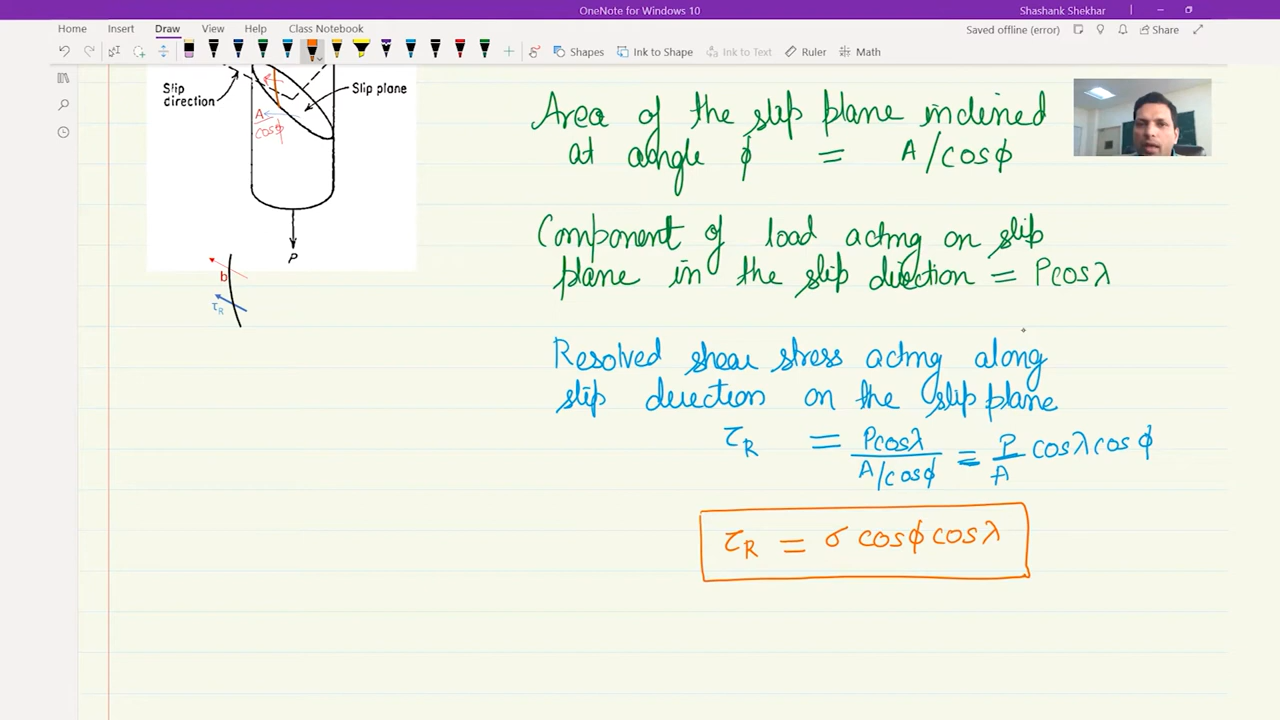 OneNote for Windows 10
Shashank Shekhar
Home Insert Draw View Help Class Notebook
Saved offline (error)
Share
Shapes
Ink to Shape
Ink to Text
Ruler
Math
Slip direction
Slip plane
A
cosϕ
P
b
τR
Area of the slip plane inclined
at angle ϕ = A/cosϕ
Component of load acting on slip
plane in the slip direction = Pcosλ
Resolved shear stress acting along
slip direction on the slip plane
τR = Pcosλ / A/cosϕ = P/A cosλcosϕ
τR = σ cosϕ cosλ